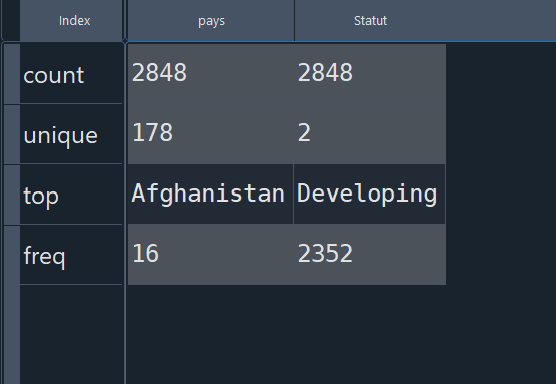 Index pays Statut
count 2848 2848
unique 178 2
top Afghanistan Developing
freq 16 2352